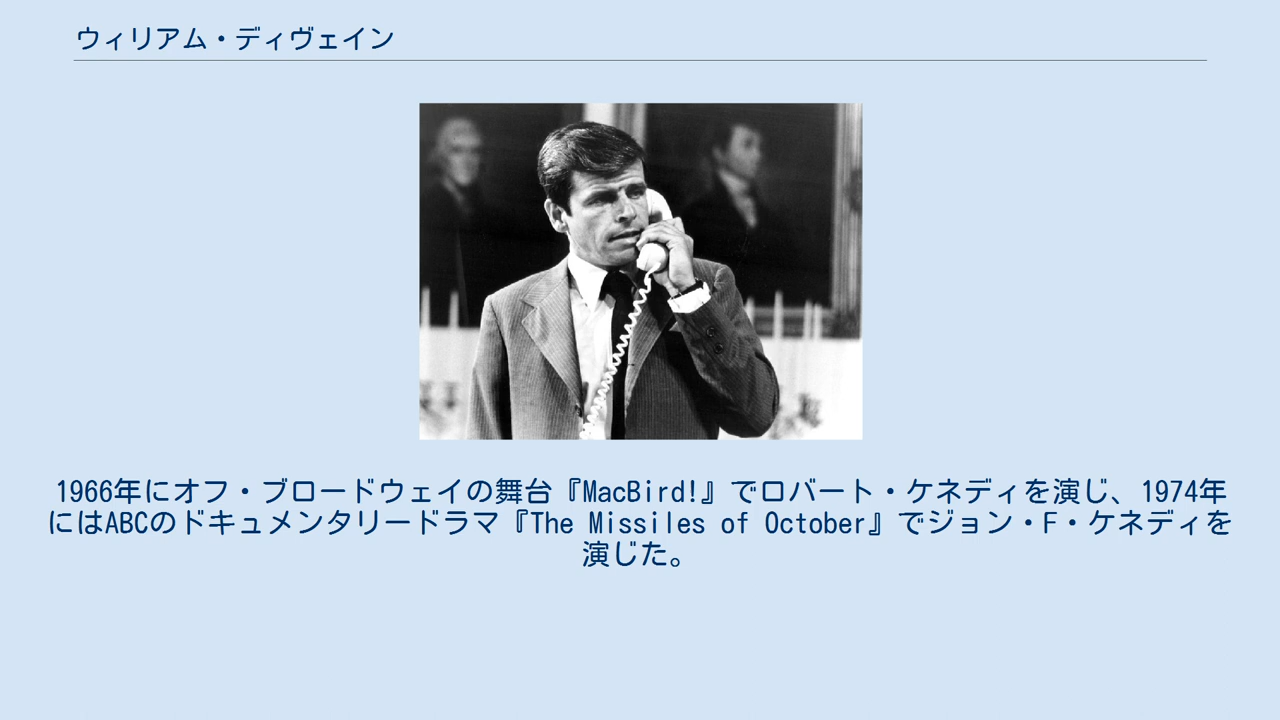 ウィリアム・ディヴェイン
1966年にオフ・ブロードウェイの舞台『MacBird!』でロバート・ケネディを演じ、1974年
にはABCのドキュメンタリードラマ『The Missiles of October』でジョン・F・ケネディを
演じた。